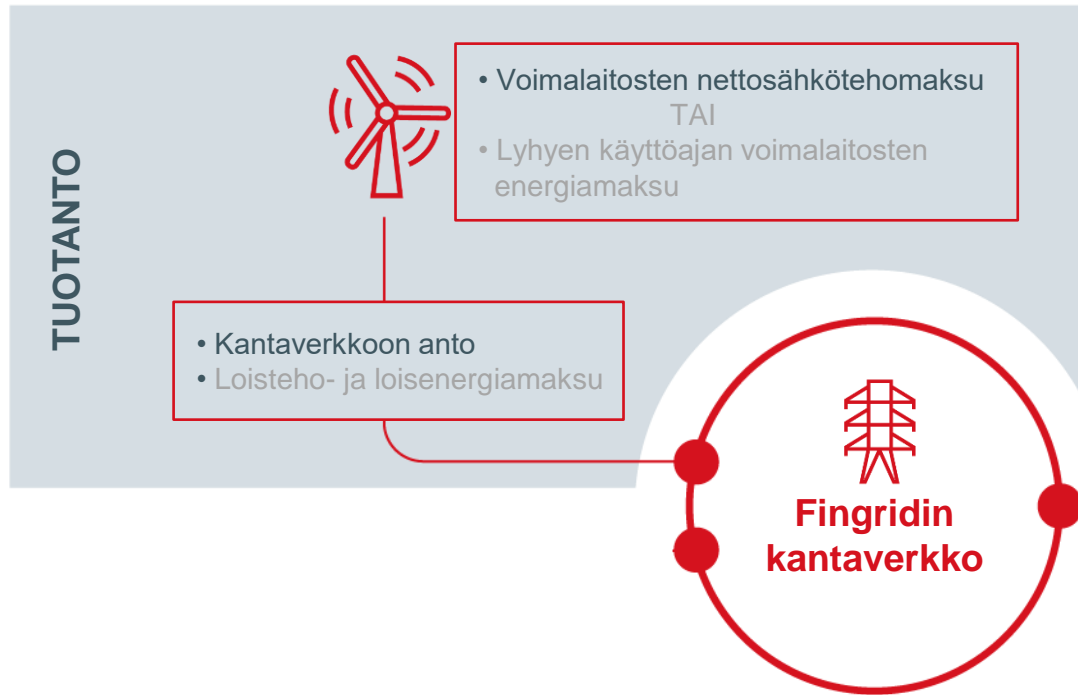 TUOTANTO
• Voimalaitosten nettosähkötehomaksu
TAI
• Lyhyen käyttöajan voimalaitosten
energiamaksu
• Kantaverkkoon anto
• Loisteho- ja loisenergiamaksu
Fingridin
kantaverkko